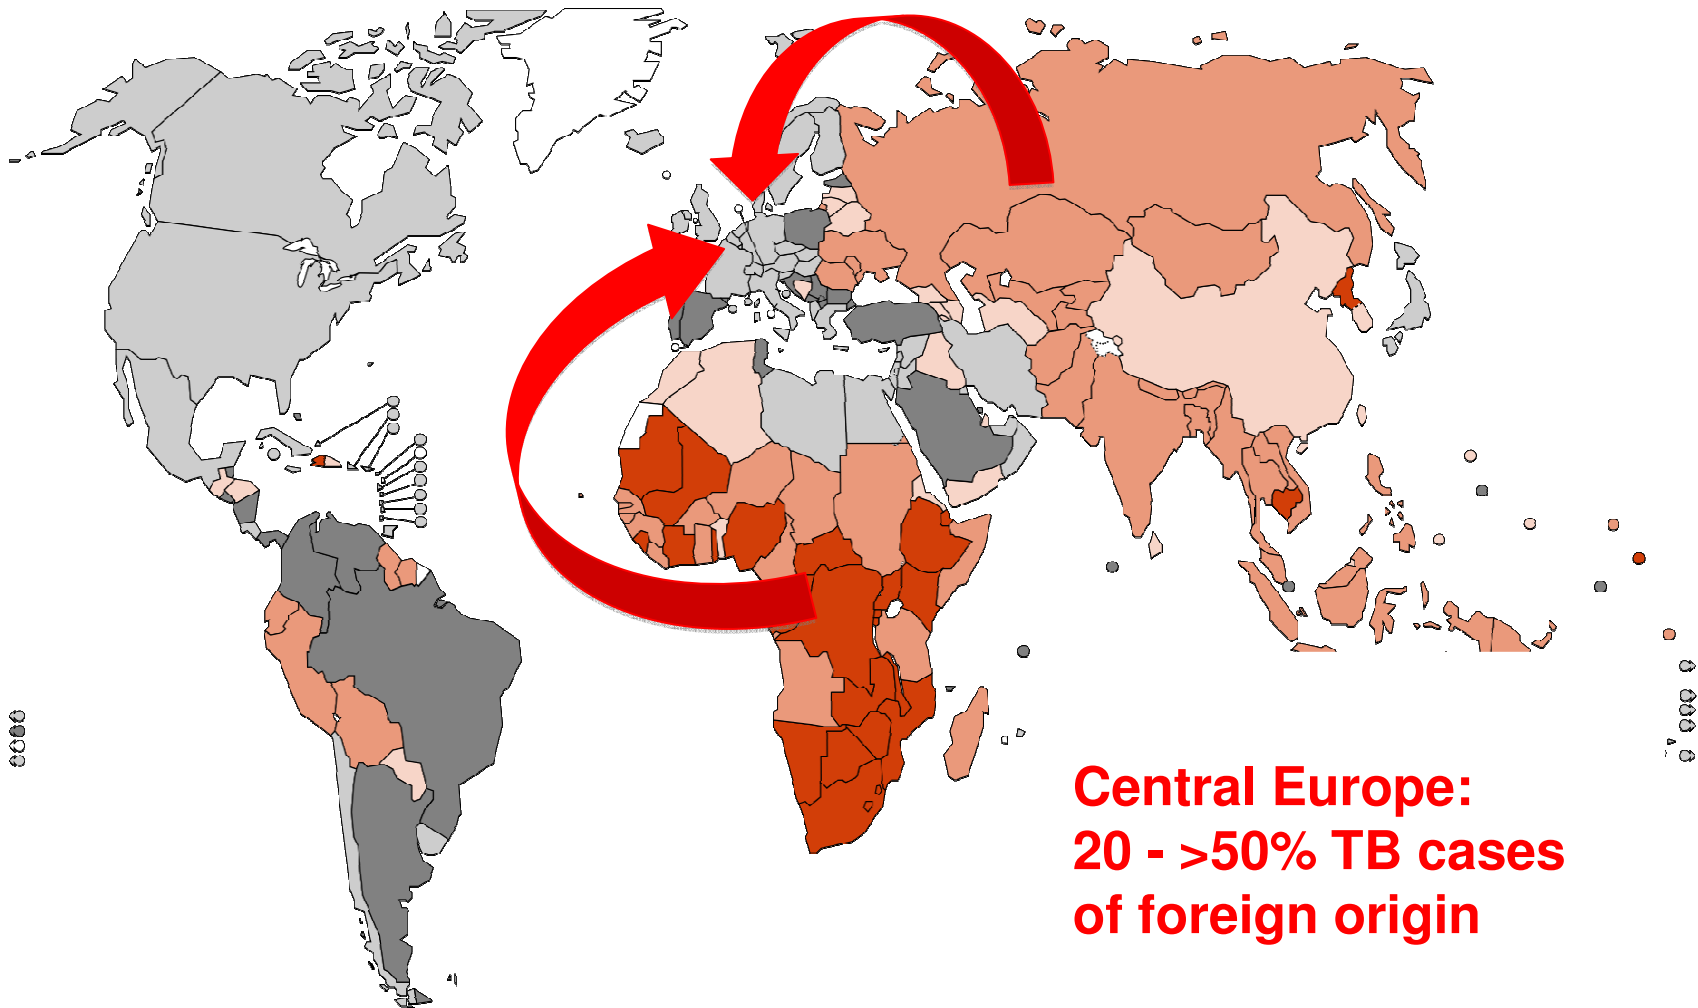 Central Europe:
20 - >50% TB cases
of foreign origin